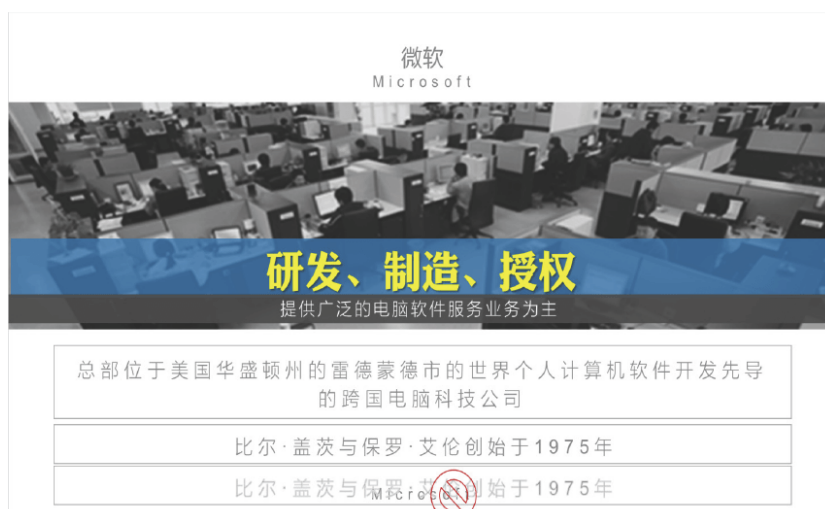 微软
Microsoft
研发、制造、授权
提供广泛的电脑软件服务业务为主
总部位于美国华盛顿州的雷德蒙德市的世界个人计算机软件开发先导
的跨国电脑科技公司
比尔·盖茨与保罗·艾伦创始于1975年
比尔·盖茨与保罗·艾伦创始于1975年
Microsoft